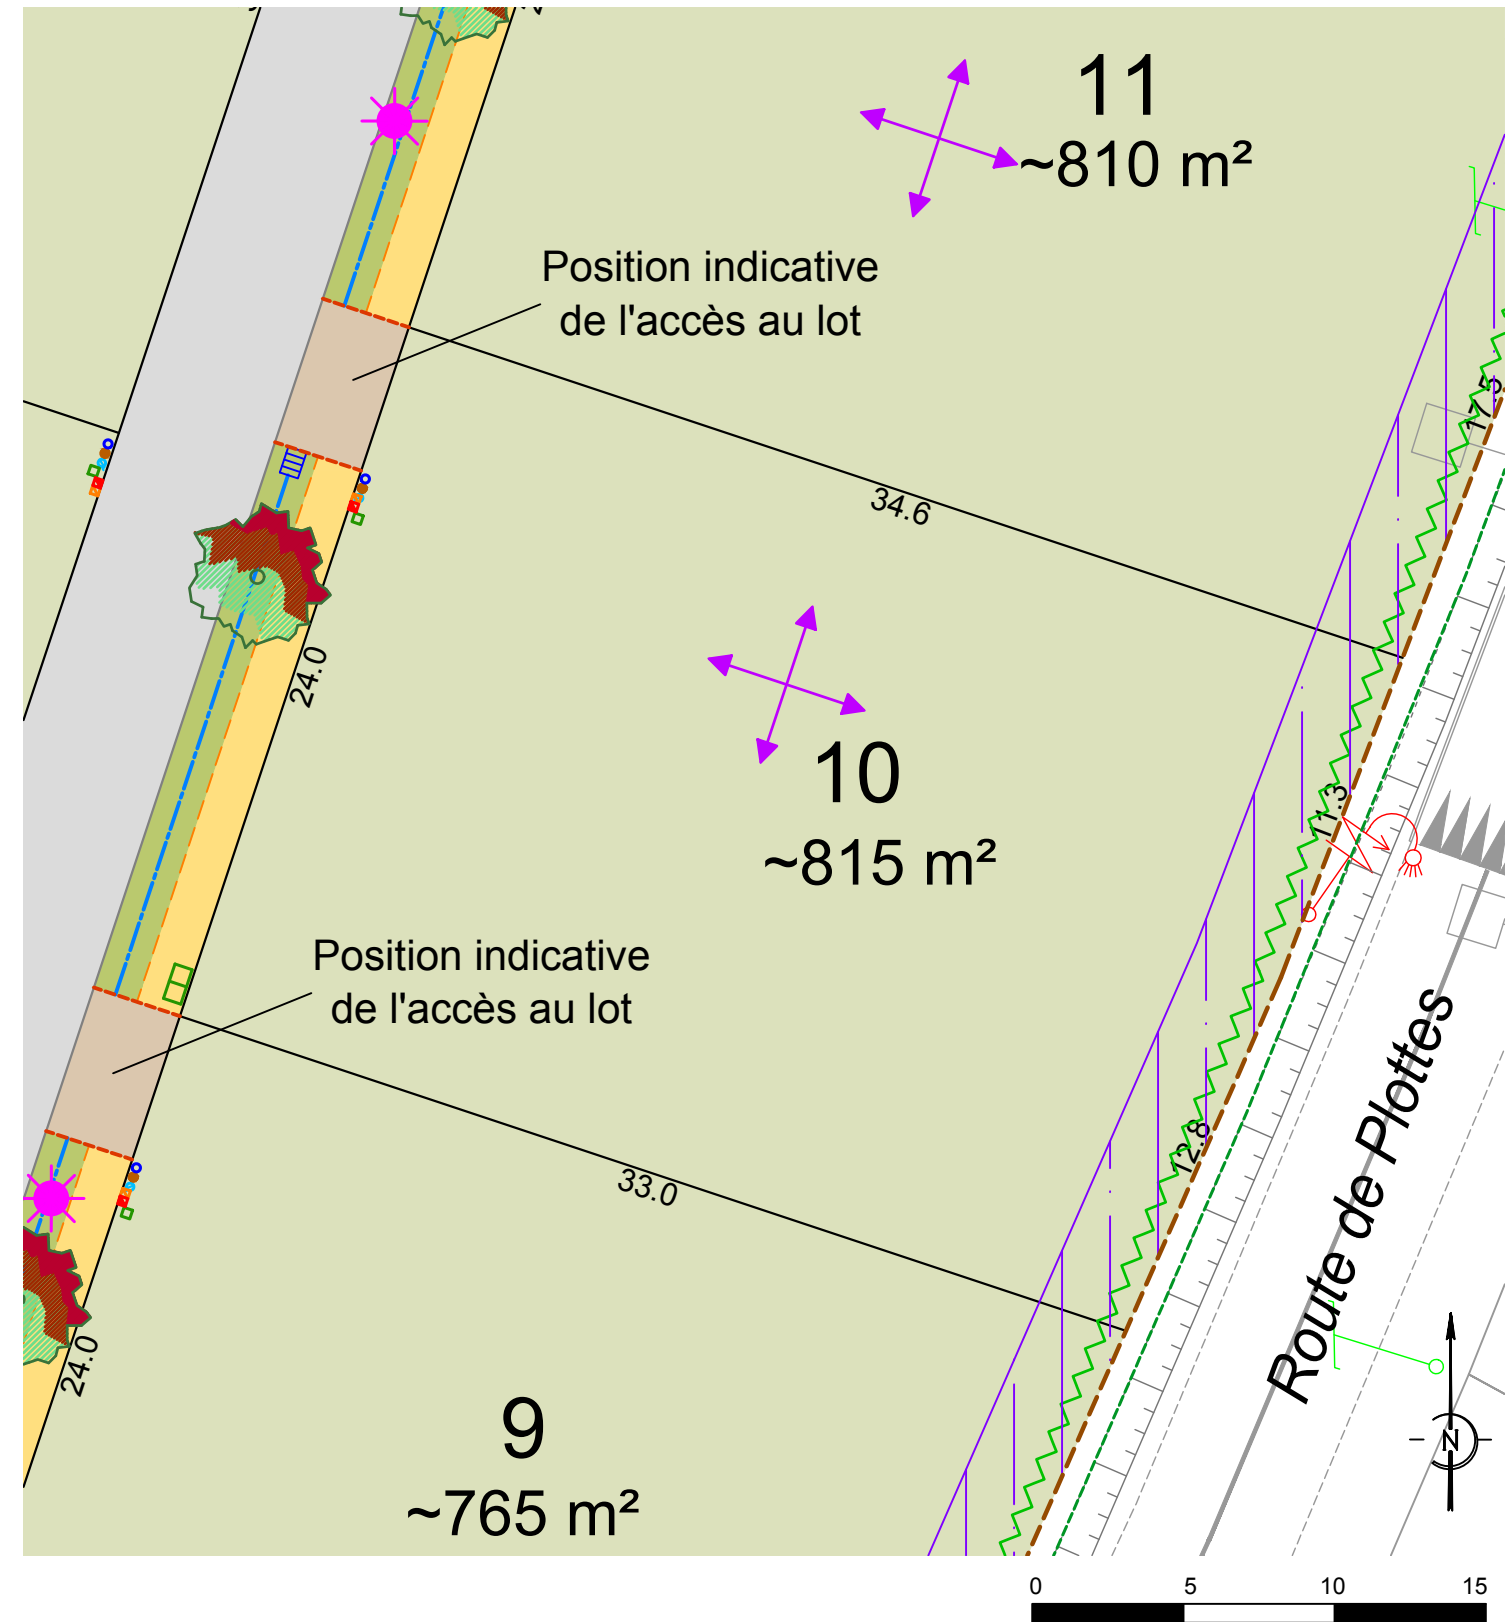 11
~810 m²
Position indicative
de l'accès au lot
17.5
34.6
24.0
10
~815 m²
11.3
Position indicative
de l'accès au lot
12.8
33.0
Route de Plottes
24.0
9
~765 m²
N
0 5 10 15